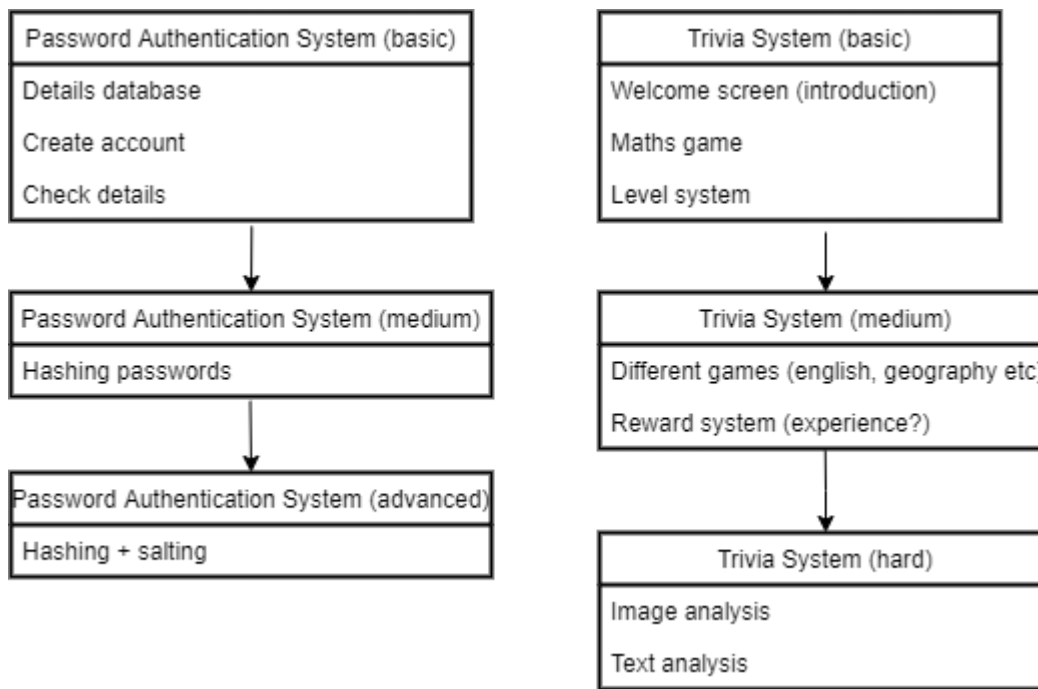 Password Authentication System (basic)
Details database
Create account
Check details
Password Authentication System (medium)
Hashing passwords
Password Authentication System (advanced)
Hashing + salting
Trivia System (basic)
Welcome screen (introduction)
Maths game
Level system
Trivia System (medium)
Different games (english, geography etc)
Reward system (experience?)
Trivia System (hard)
Image analysis
Text analysis